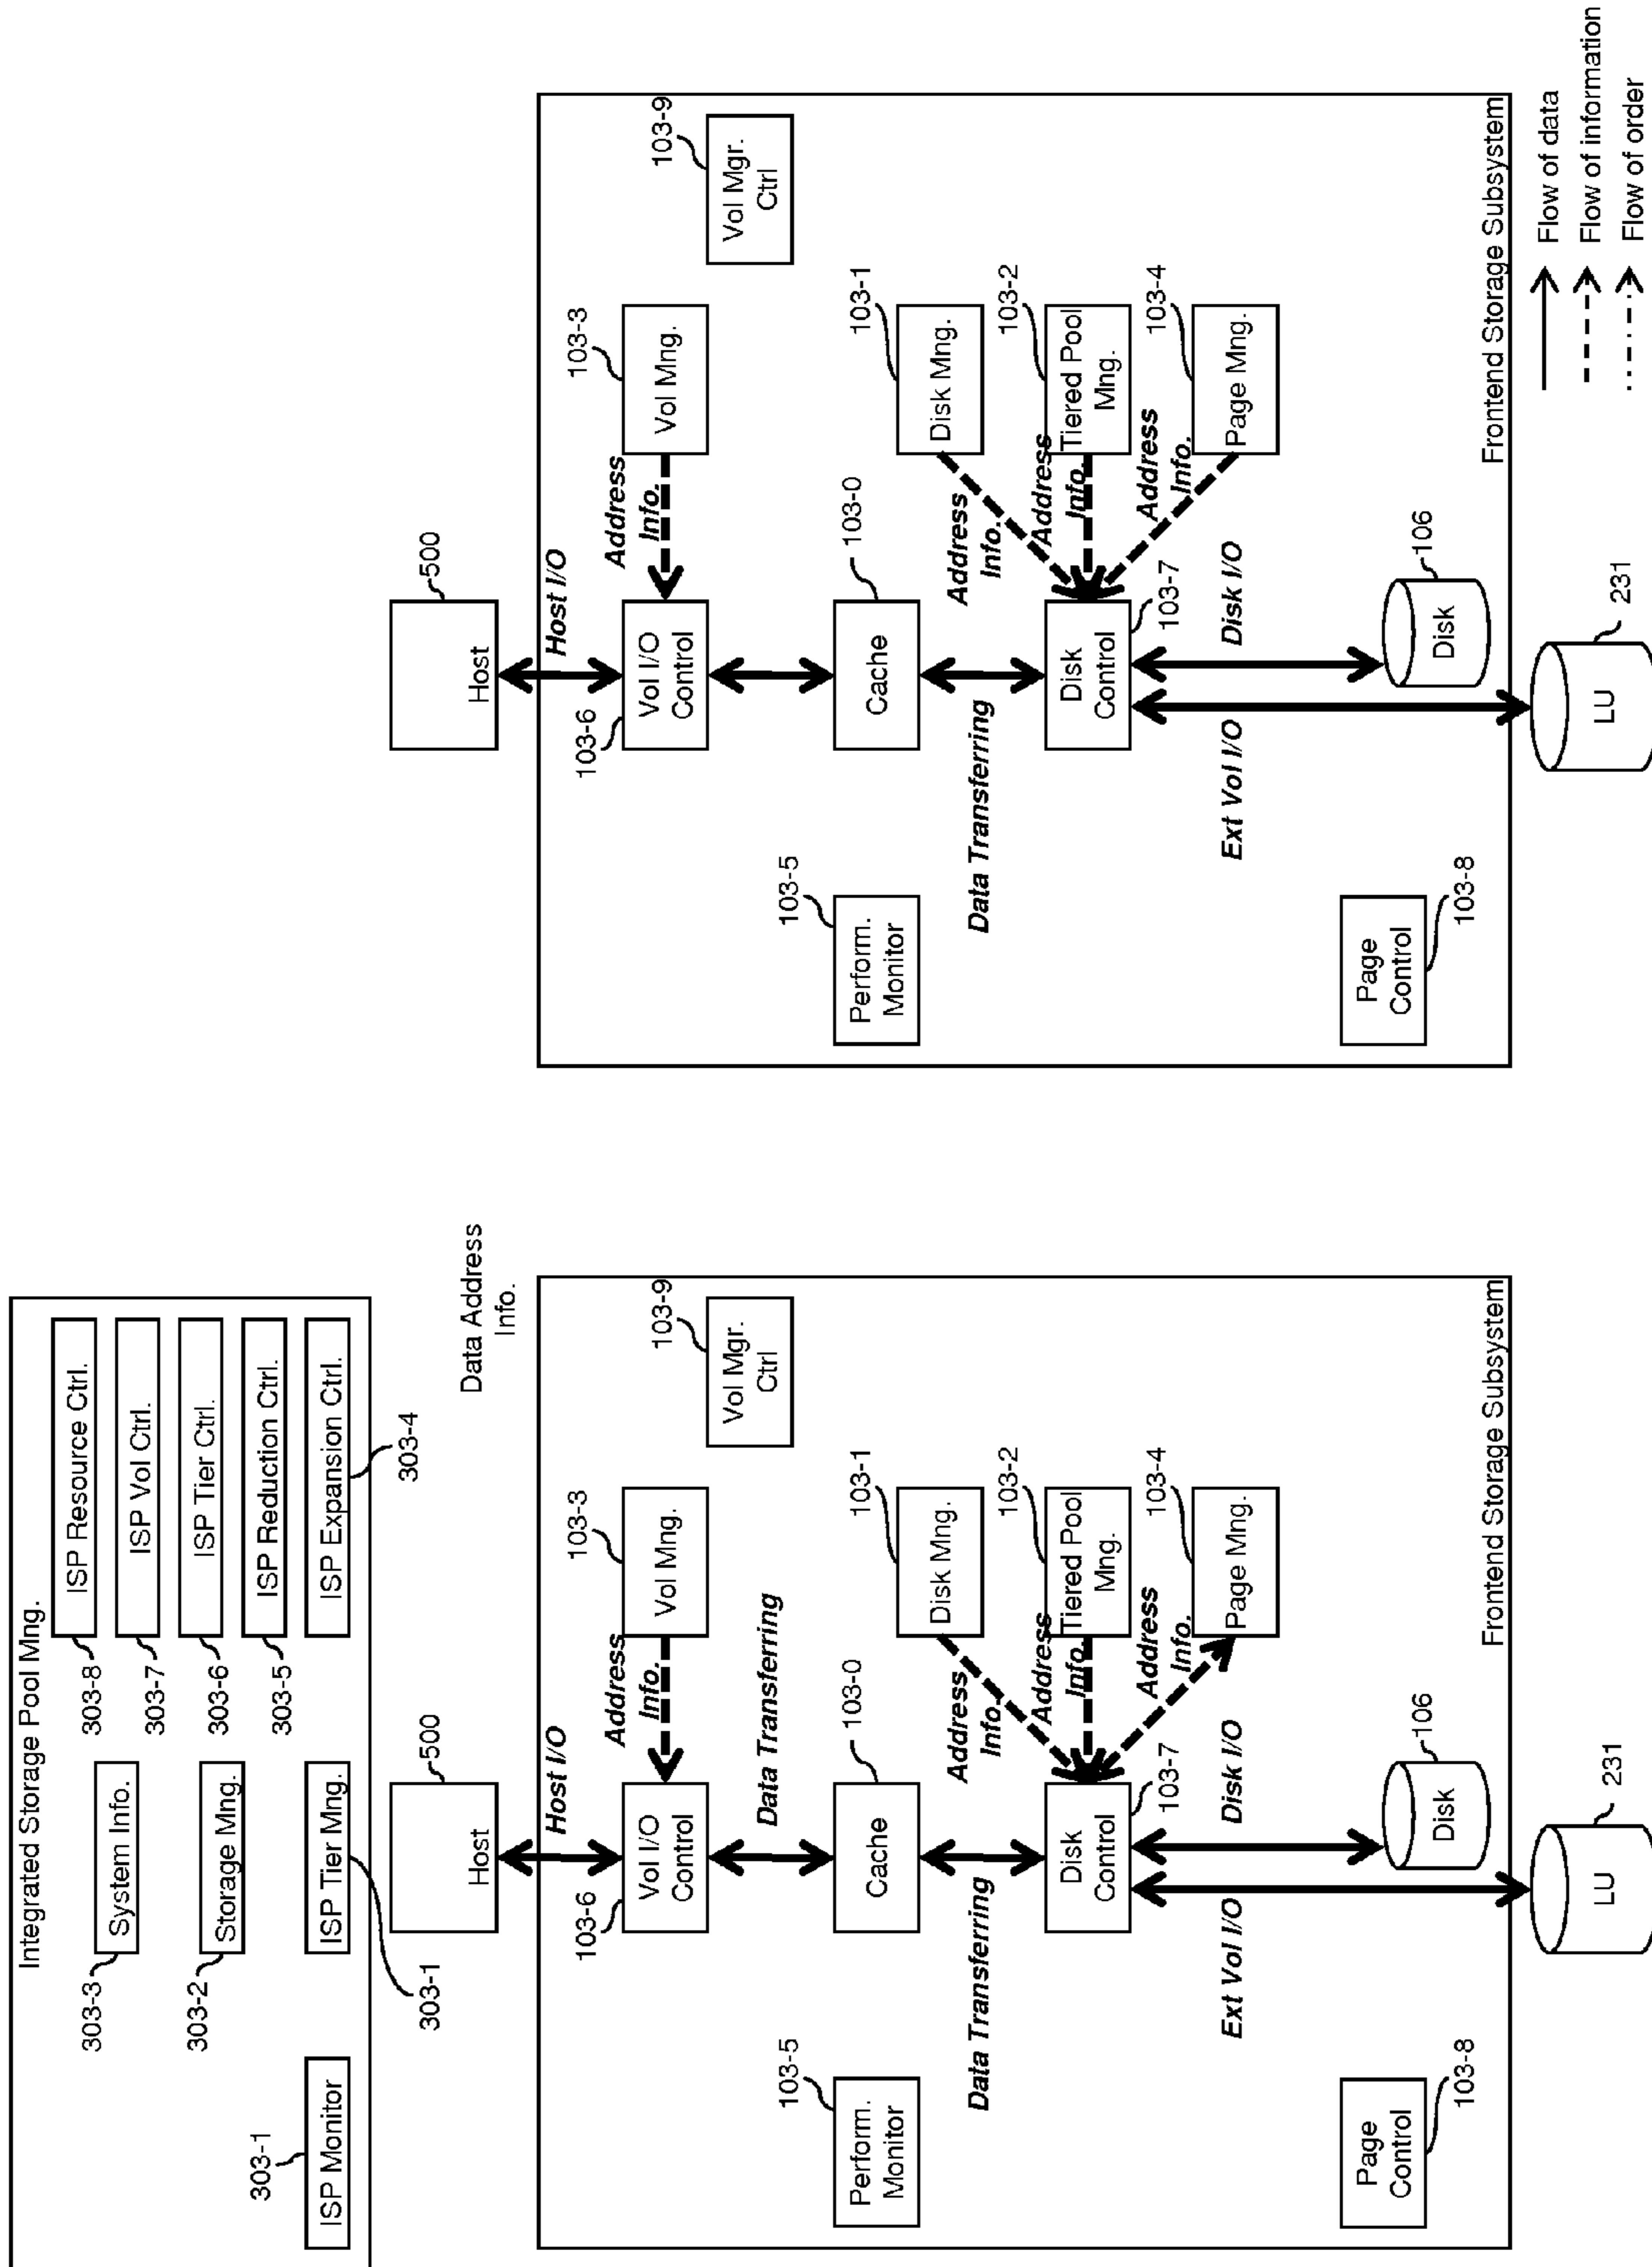 Integrated Storage Pool Mng.
303-1
ISP Monitor
303-3
System Info.
303-2
Storage Mng.
ISP Tier Mng.
303-1
303-8
ISP Resource Ctrl.
303-7
ISP Vol Ctrl.
303-6
ISP Tier Ctrl.
303-5
ISP Reduction Ctrl.
ISP Expansion Ctrl.
303-4
Data Address
Info.
500
Host
Host I/O
103-6
Vol I/O
Control
Address
Info.
103-3
Vol Mng.
103-9
Vol Mgr.
Ctrl
Data Transferring
103-5
Perform.
Monitor
103-0
Cache
Data Transferring
103-1
Disk Mng.
Address
Info.
103-2
Tiered Pool
Mng.
Address
Info.
103-4
Page Mng.
Address
Info.
Disk
Control
103-7
Ext Vol I/O
Disk I/O
Page
Control
103-8
106
Disk
Frontend Storage Subsystem
231
LU
500
Host
Host I/O
103-6
Vol I/O
Control
Address
Info.
103-3
Vol Mng.
103-9
Vol Mgr.
Ctrl
103-5
Perform.
Monitor
103-0
Cache
Data Transferring
103-1
Disk Mng.
Address
Info.
103-2
Tiered Pool
Mng.
Address
Info.
103-4
Page Mng.
Address
Info.
Disk
Control
103-7
Ext Vol I/O
Disk I/O
Page
Control
103-8
106
Disk
Frontend Storage Subsystem
231
LU
Flow of data
Flow of information
Flow of order